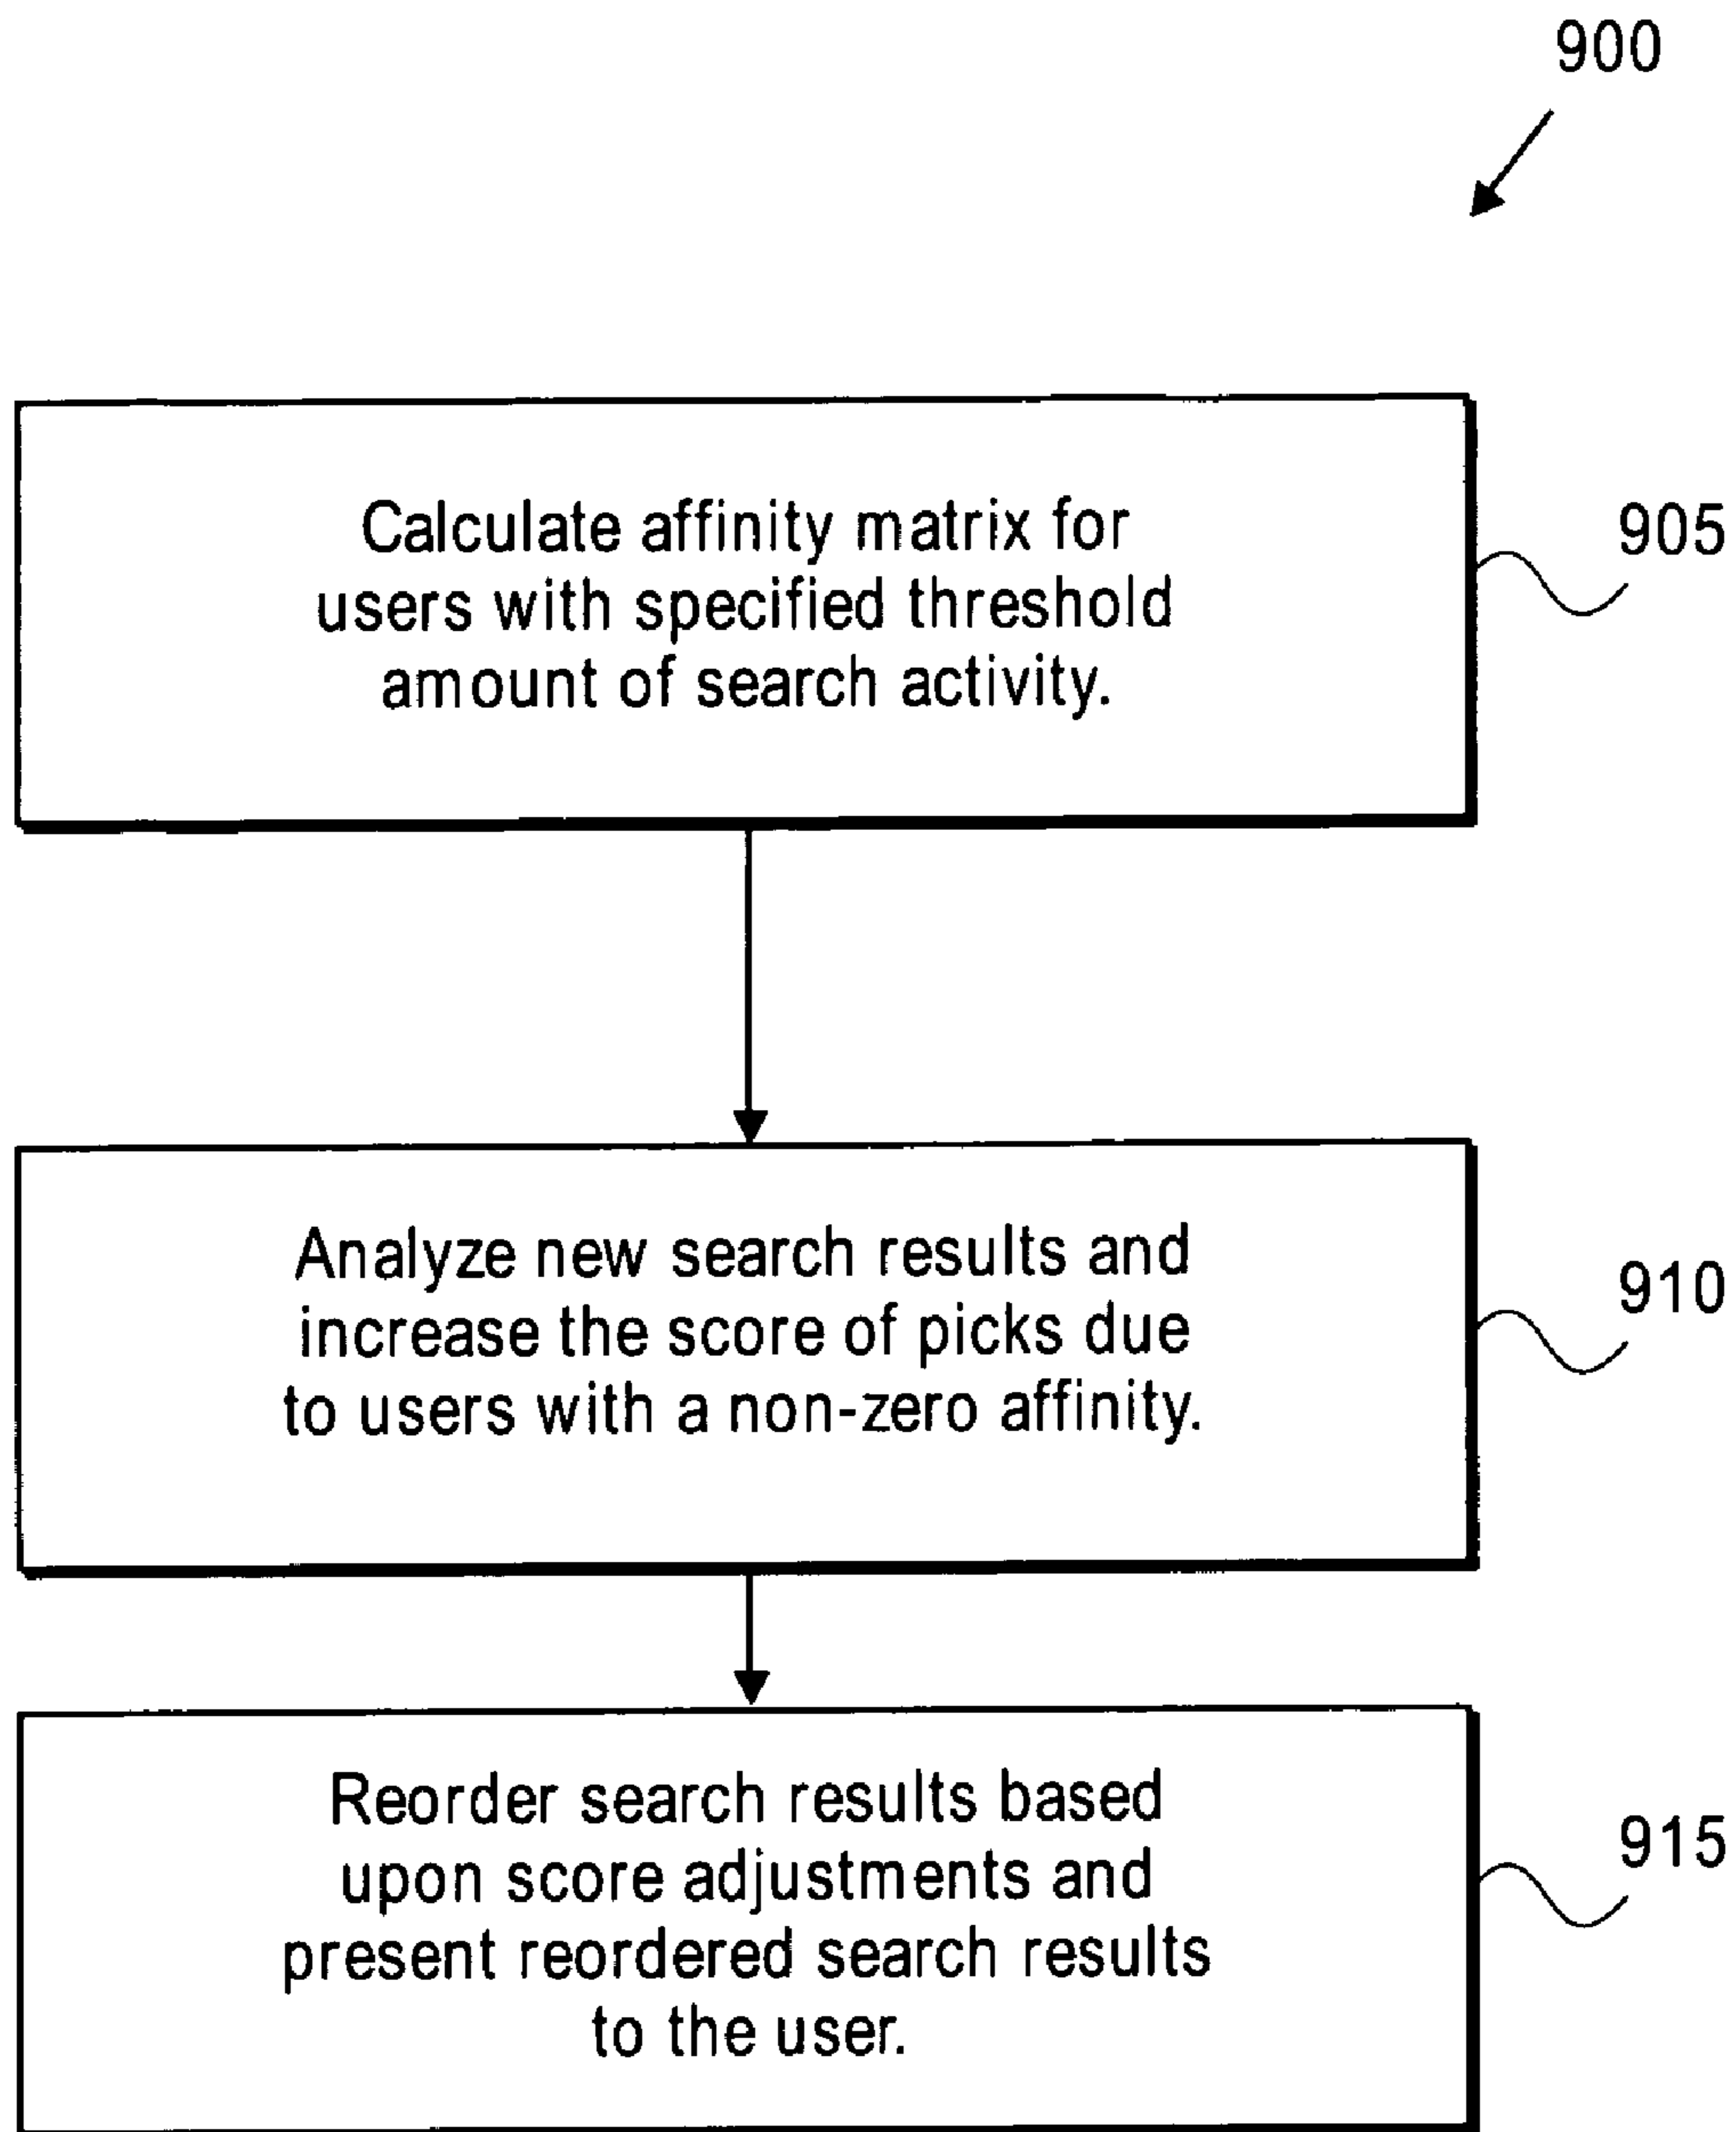 900
Calculate affinity matrix for
users with specified threshold
amount of search activity.
905
Analyze new search results and
increase the score of picks due
to users with a non-zero affinity.
910
Reorder search results based
upon score adjustments and
present reordered search results
to the user.
915